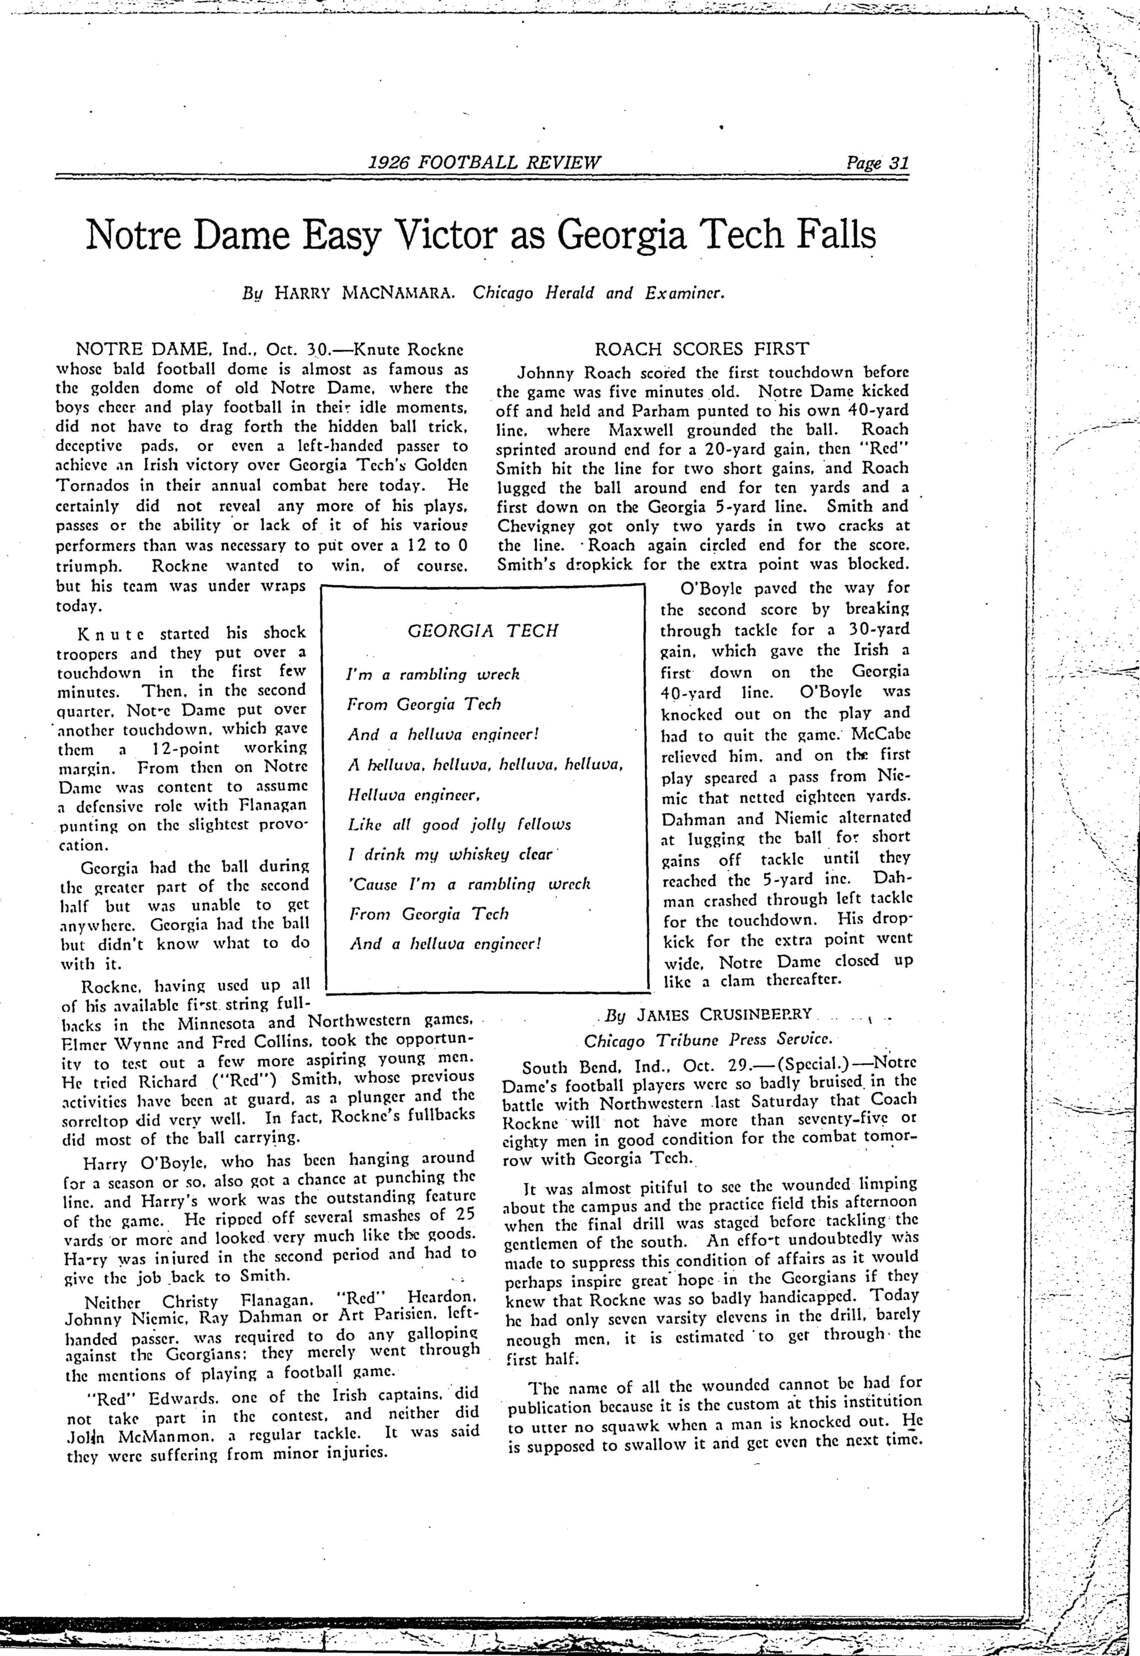 1926 FOOTBALL REVIEW
Page 31
Notre Dame Easy Victor as Georgia Tech Falls
By HARRY MACNAMARA. Chicago Herald and Examiner.
NOTRE DAME, Ind., Oct. 30.—Knute Rockne
whose bald football dome is almost as famous as
the golden dome of old Notre Dame, where the
boys cheer and play football in their idle moments,
did not have to drag forth the hidden ball trick,
deceptive pads, or even a left-handed passer to
achieve an Irish victory over Georgia Tech's Golden
Tornados in their annual combat here today. He
certainly did not reveal any more of his plays,
passes or the ability or lack of it of his various
performers than was necessary to put over a 12 to 0
triumph. Rockne wanted to win, of course,
but his team was under wraps
today.
Knute started his shock
troopers and they put over a
touchdown in the first few
minutes. Then, in the second
quarter, Notre Dame put over
another touchdown, which gave
them a 12-point working
margin. From then on Notre
Dame was content to assume
a defensive role with Flanagan
punting on the slightest provo-
cation.
Georgia had the ball during
the greater part of the second
half but was unable to get
anywhere. Georgia had the ball
but didn't know what to do
with it.
Rockne, having used up all
of his available first string full-
backs in the Minnesota and Northwestern games,
Elmer Wynne and Fred Collins, took the opportun-
ity to test out a few more aspiring young men.
He tried Richard ("Red") Smith, whose previous
activities have been at guard, as a plunger and the
sorreltop did very well. In fact, Rockne's fullbacks
did most of the ball carrying.
Harry O'Boyle, who has been hanging around
for a season or so, also got a chance at punching the
line, and Harry's work was the outstanding feature
of the game. He ripped off several smashes of 25
yards or more and looked very much like the goods.
Harry was injured in the second period and had to
give the job back to Smith.
Neither Christy Flanagan, "Red" Heardon,
Johnny Niemic, Ray Dahman or Art Parisien, left-
handed passer, was required to do any galloping
against the Georgians; they merely went through
the mentions of playing a football game.
"Red" Edwards, one of the Irish captains, did
not take part in the contest, and neither did
John McManmon, a regular tackle. It was said
they were suffering from minor injuries.
GEORGIA TECH
I'm a rambling wreck
From Georgia Tech
And a helluva engineer!
A helluva, helluva, helluva, helluva,
Helluva engineer,
Like all good jolly fellows
I drink my whiskey clear
'Cause I'm a rambling wreck
From Georgia Tech
And a helluva engineer!
ROACH SCORES FIRST
Johnny Roach scored the first touchdown before
the game was five minutes old. Notre Dame kicked
off and held and Parham punted to his own 40-yard
line, where Maxwell grounded the ball. Roach
sprinted around end for a 20-yard gain, then "Red"
Smith hit the line for two short gains, and Roach
lugged the ball around end for ten yards and a
first down on the Georgia 5-yard line. Smith and
Chevigney got only two yards in two cracks at
the line. Roach again circled end for the score.
Smith's dropkick for the extra point was blocked.
O'Boyle paved the way for
the second score by breaking
through tackle for a 30-yard
gain, which gave the Irish a
first down on the Georgia
40-yard line. O'Boyle was
knocked out on the play and
had to quit the game. McCabe
relieved him, and on the first
play speared a pass from Nie-
mic that netted eighteen yards.
Dahman and Niemic alternated
at lugging the ball for short
gains off tackle until they
reached the 5-yard ine. Dah-
man crashed through left tackle
for the touchdown. His drop-
kick for the extra point went
wide, Notre Dame closed up
like a clam thereafter.
By JAMES CRUSINBERRY
Chicago Tribune Press Service.
South Bend, Ind., Oct. 29.—(Special.)—Notre
Dame's football players were so badly bruised in the
battle with Northwestern last Saturday that Coach
Rockne will not have more than seventy-five or
eighty men in good condition for the combat tomor-
row with Georgia Tech.
It was almost pitiful to see the wounded limping
about the campus and the practice field this afternoon
when the final drill was staged before tackling the
gentlemen of the south. An effort undoubtedly was
made to suppress this condition of affairs as it would
perhaps inspire great hope in the Georgians if they
knew that Rockne was so badly handicapped. Today
he had only seven varsity elevens in the drill, barely
neough men, it is estimated to get through the
first half.
The name of all the wounded cannot be had for
publication because it is the custom at this institution
to utter no squawk when a man is knocked out. He
is supposed to swallow it and get even the next time.